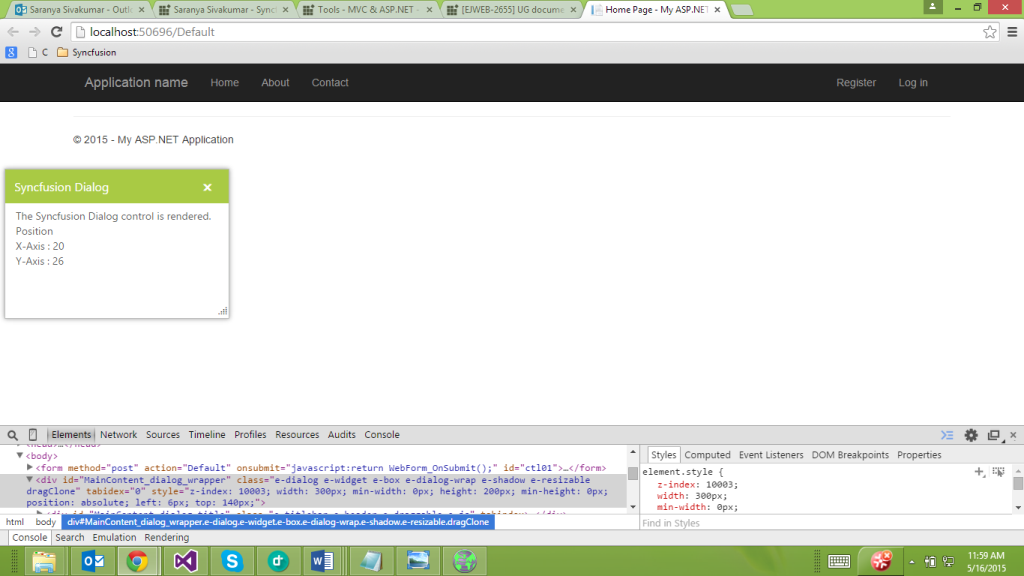 Saranya Sivakumar - Outl
Saranya Sivakumar - Sync
Tools - MVC & ASP.NET -
[EJWEB-2655] UG docume
Home Page - My ASP.NET
localhost:50696/Default
8
C
Syncfusion
Application name
Home
About
Contact
Register
Log in
© 2015 - My ASP.NET Application
Syncfusion Dialog
The Syncfusion Dialog control is rendered.
Position
X-Axis : 20
Y-Axis : 26
Elements Network Sources Timeline Profiles Resources Audits Console
<body>
<form method="post" action="Default" onsubmit="javascript:return WebForm_OnSubmit();" id="ctl01">…</form>
<div id="MainContent_dialog_wrapper" class="e-dialog e-widget e-box e-dialog-wrap e-shadow e-resizable
dragClone" tabidex="0" style="z-index: 10003; width: 300px; min-width: 0px; height: 200px; min-height: 0px;
position: absolute; left: 6px; top: 140px;">
html body div#MainContent_dialog_wrapper.e-dialog.e-widget.e-box.e-dialog-wrap.e-shadow.e-resizable.dragClone
Styles Computed Event Listeners DOM Breakpoints Properties
element.style {
z-index: 10003;
width: 300px;
min-width: 0px;
Find in Styles
Console Search Emulation Rendering
11:59 AM
5/16/2015